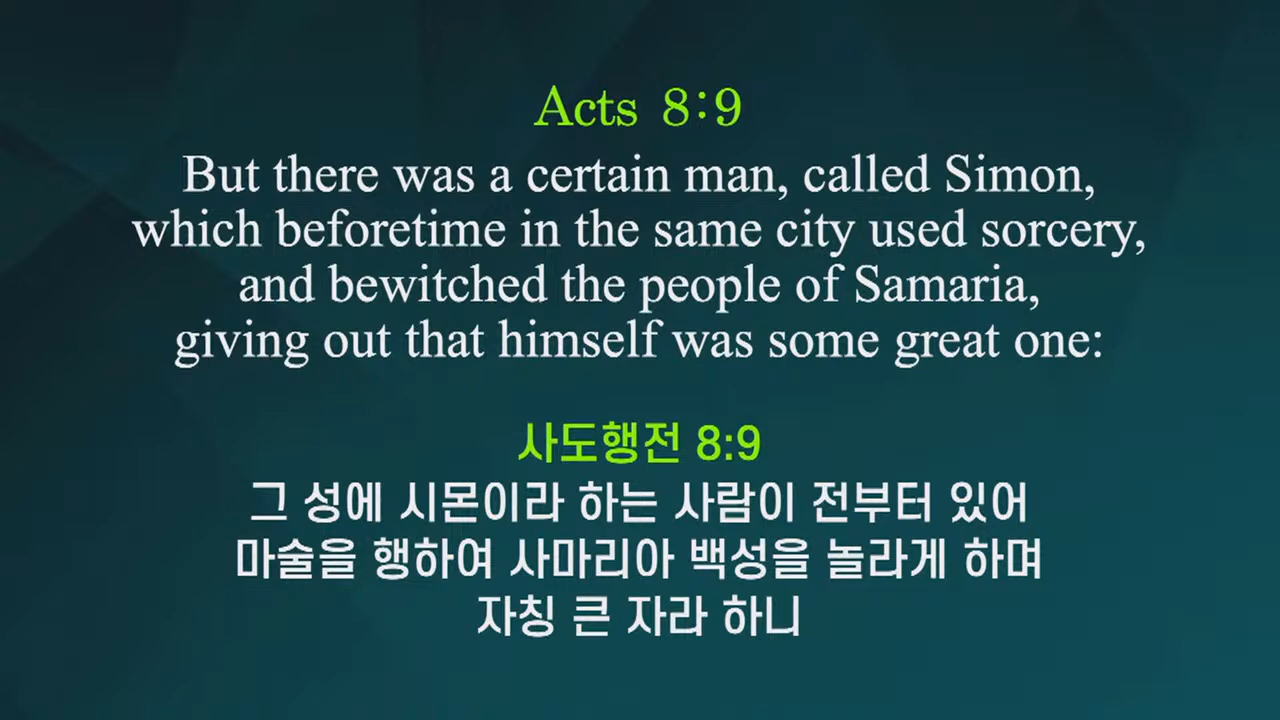 Acts 8:9
But there was a certain man, called Simon,
which beforetime in the same city used sorcery,
and bewitched the people of Samaria,
giving out that himself was some great one:
사도행전 8:9
그 성에 시몬이라 하는 사람이 전부터 있어
마술을 행하여 사마리아 백성을 놀라게 하며
자칭 큰 자라 하니